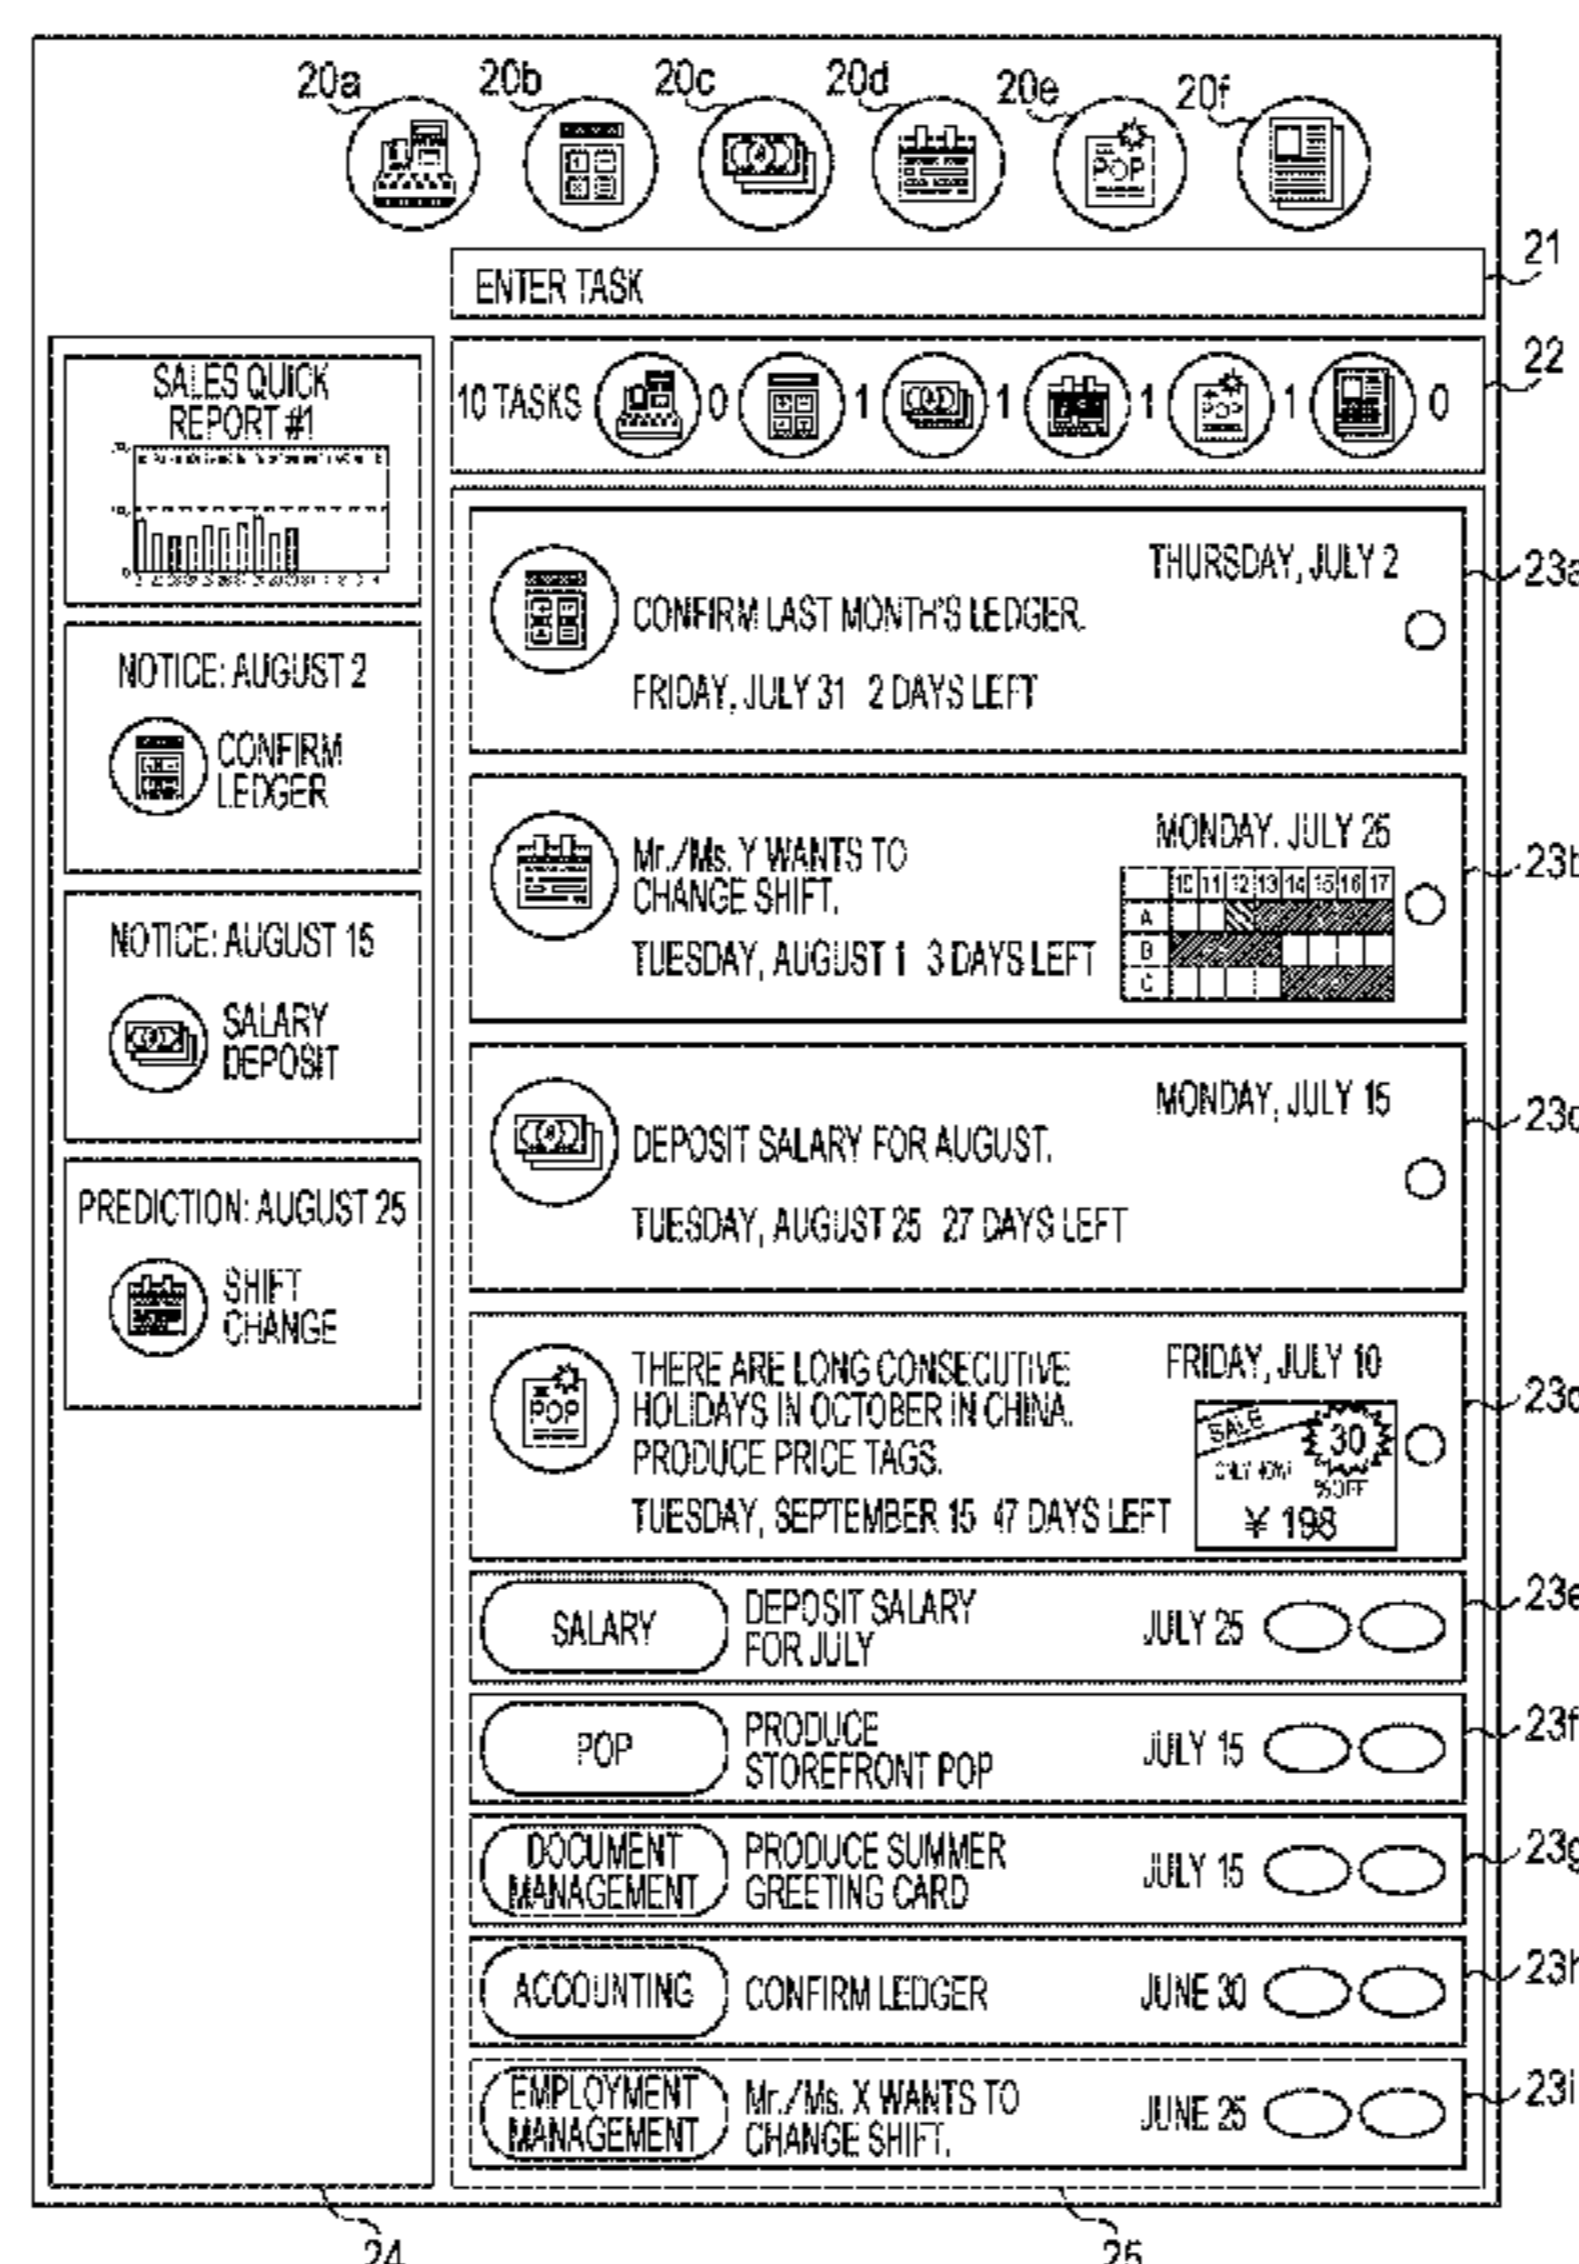 20a 20b 20c 20d 20e 20f
POP
ENTER TASK
21
10 TASKS 0 1 1 1 POP 1 0
22
SALES QUICK
REPORT #1
NOTICE: AUGUST 2
CONFIRM
LEDGER
NOTICE: AUGUST 15
SALARY
DEPOSIT
PREDICTION: AUGUST 25
SHIFT
CHANGE
24
THURSDAY, JULY 2
CONFIRM LAST MONTH'S LEDGER.
FRIDAY, JULY 31 2 DAYS LEFT
23a
MONDAY, JULY 25
Mr./Ms. Y WANTS TO
CHANGE SHIFT.
TUESDAY, AUGUST 1 3 DAYS LEFT
10 11 12 13 14 15 16 17
A
B
C
23b
MONDAY, JULY 15
DEPOSIT SALARY FOR AUGUST.
TUESDAY, AUGUST 25 27 DAYS LEFT
23c
FRIDAY, JULY 10
POP
THERE ARE LONG CONSECUTIVE
HOLIDAYS IN OCTOBER IN CHINA.
PRODUCE PRICE TAGS.
TUESDAY, SEPTEMBER 15 47 DAYS LEFT
SALE
30
ONLY NOW!
%OFF
¥ 198
23d
SALARY
DEPOSIT SALARY
FOR JULY
JULY 25
23e
POP
PRODUCE
STOREFRONT POP
JULY 15
23f
DOCUMENT
MANAGEMENT
PRODUCE SUMMER
GREETING CARD
JULY 15
23g
ACCOUNTING
CONFIRM LEDGER
JUNE 30
23h
EMPLOYMENT
MANAGEMENT
Mr./Ms. X WANTS TO
CHANGE SHIFT.
JUNE 25
23i
25